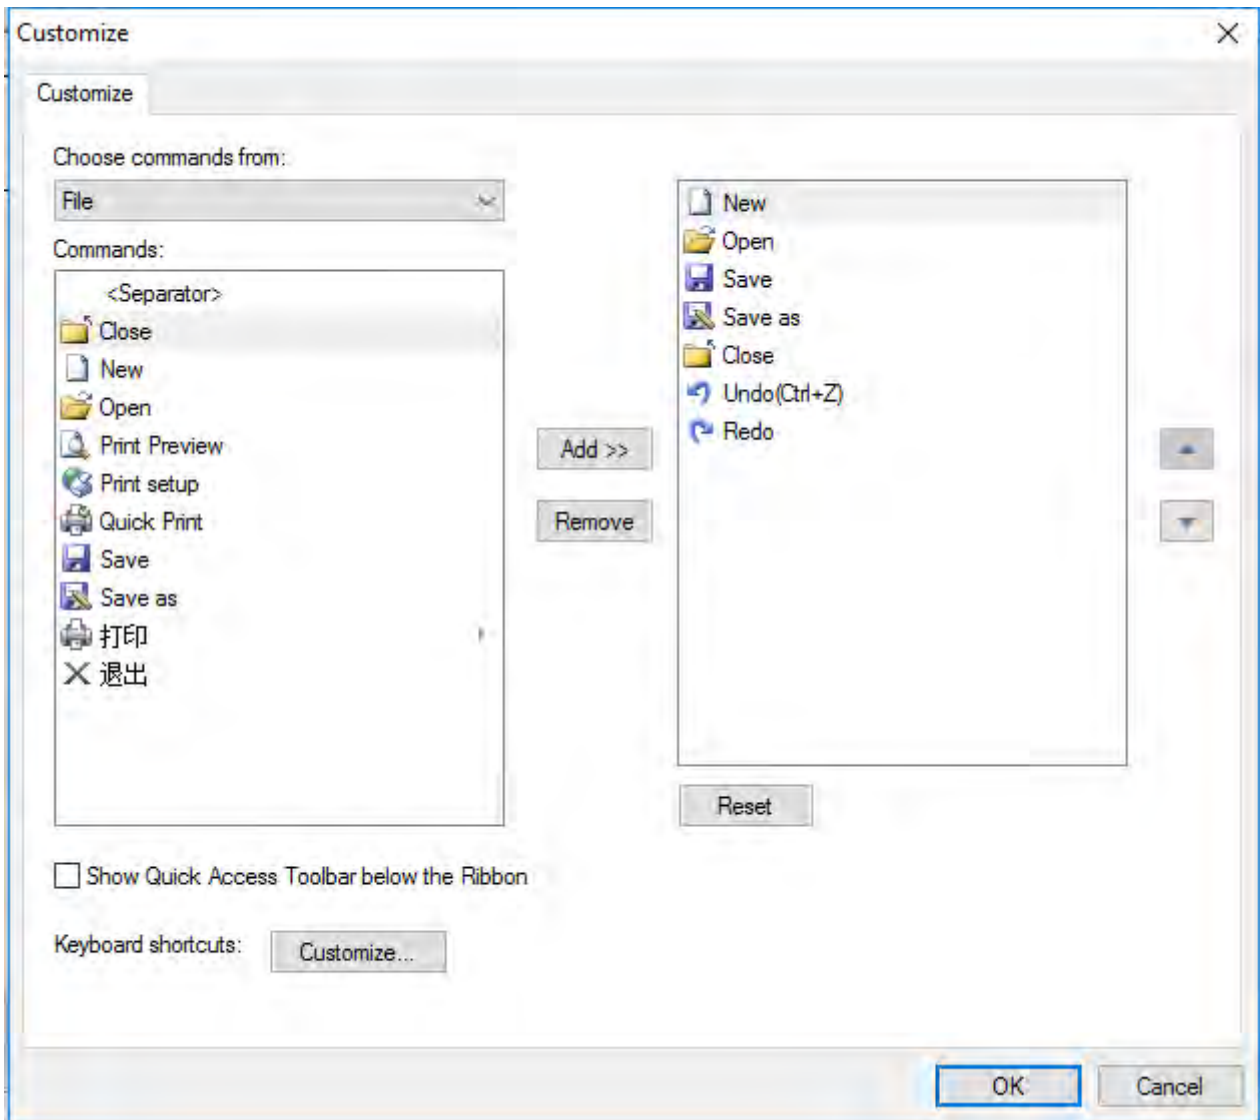 Customize
Customize
Choose commands from:
File
Commands:
<Separator>
Close
New
Open
Print Preview
Print setup
Quick Print
Save
Save as
打印
退出
Add >>
Remove
New
Open
Save
Save as
Close
Undo(Ctrl+Z)
Redo
Reset
Show Quick Access Toolbar below the Ribbon
Keyboard shortcuts:
Customize...
OK
Cancel